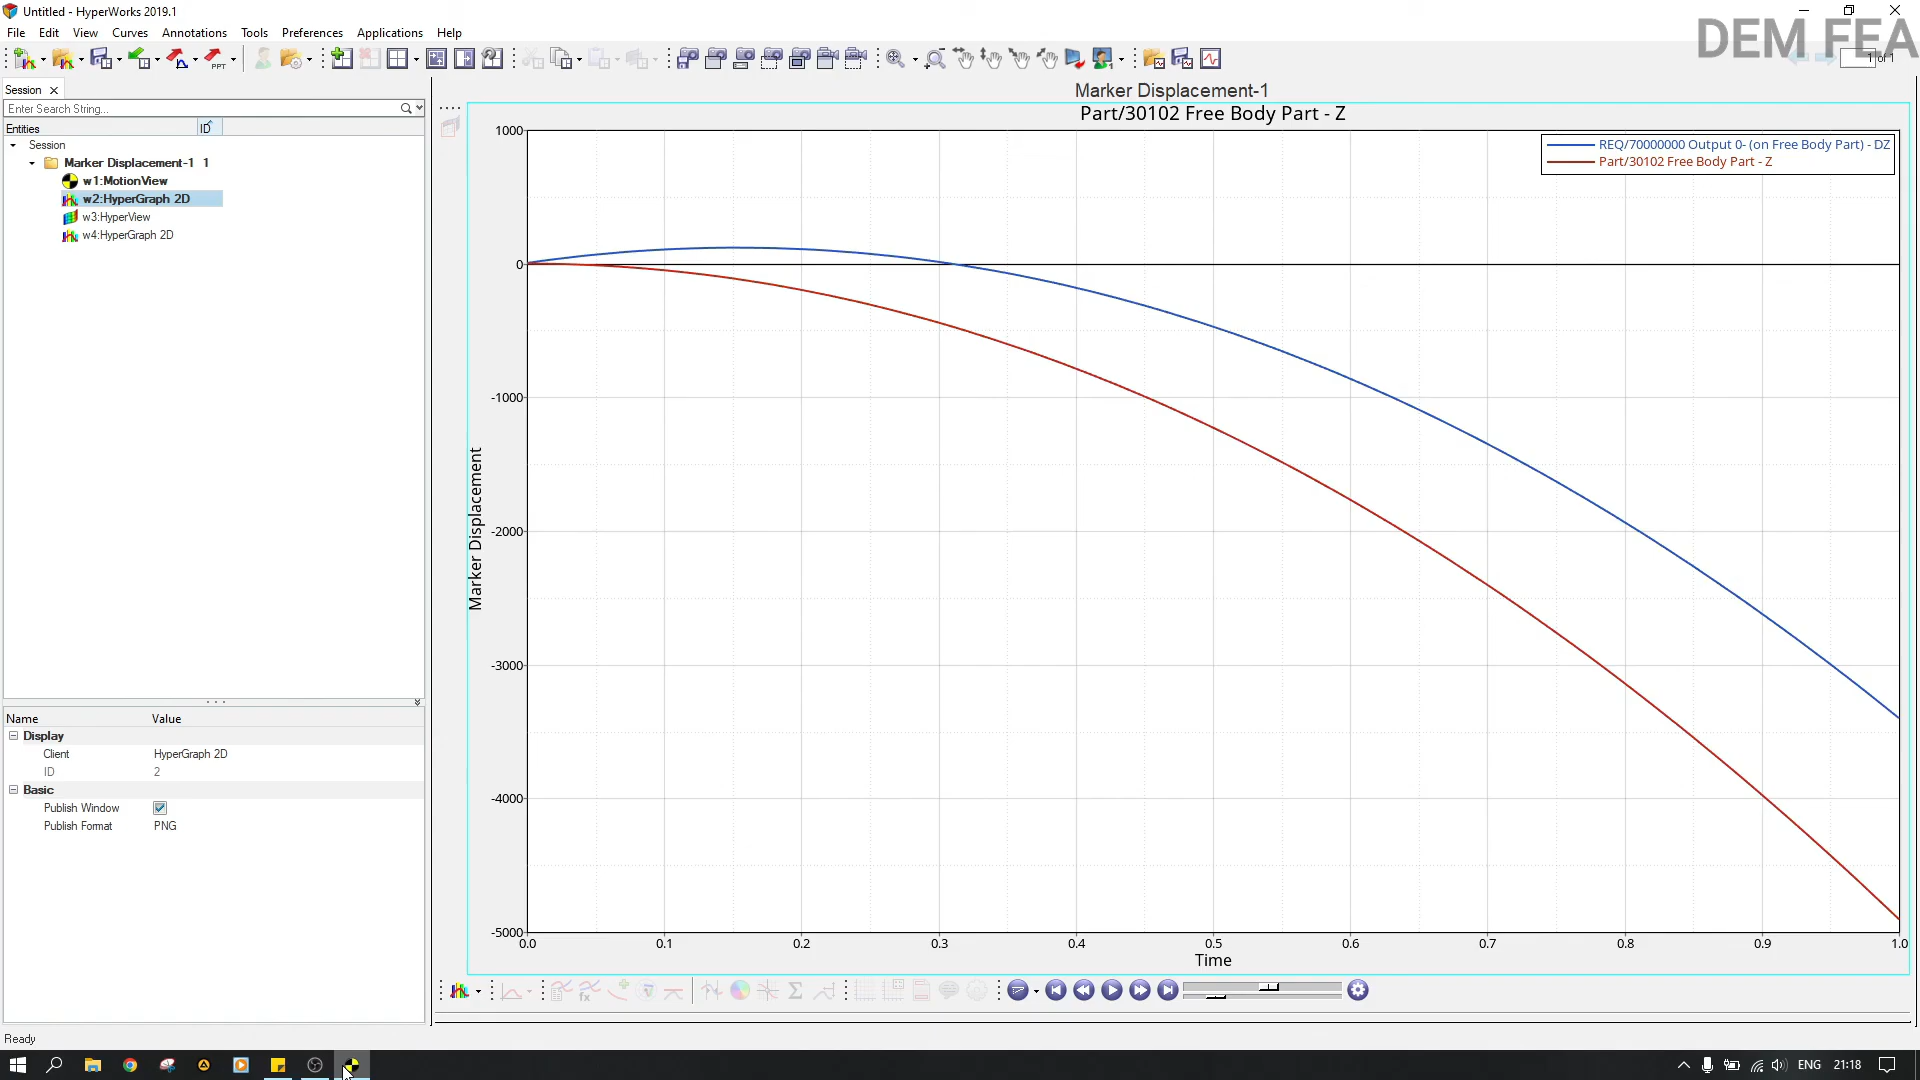 Untitled - HyperWorks 2019.1
File Edit View Curves Annotations Tools Preferences Applications Help
DEM FEA
1 of 1
Session
Enter Search String...
Entities ID
Session
Marker Displacement-1 1
w1:MotionView
w2:HyperGraph 2D
w3:HyperView
w4:HyperGraph 2D
Name Value
Display
Client HyperGraph 2D
ID 2
Basic
Publish Window
Publish Format PNG
Marker Displacement-1
Part/30102 Free Body Part - Z
REQ/70000000 Output 0- (on Free Body Part) - DZ
Part/30102 Free Body Part - Z
1000
0
-1000
-2000
-3000
-4000
-5000
Marker Displacement
0.0 0.1 0.2 0.3 0.4 0.5 0.6 0.7 0.8 0.9 1.0
Time
Ready
ENG 21:18